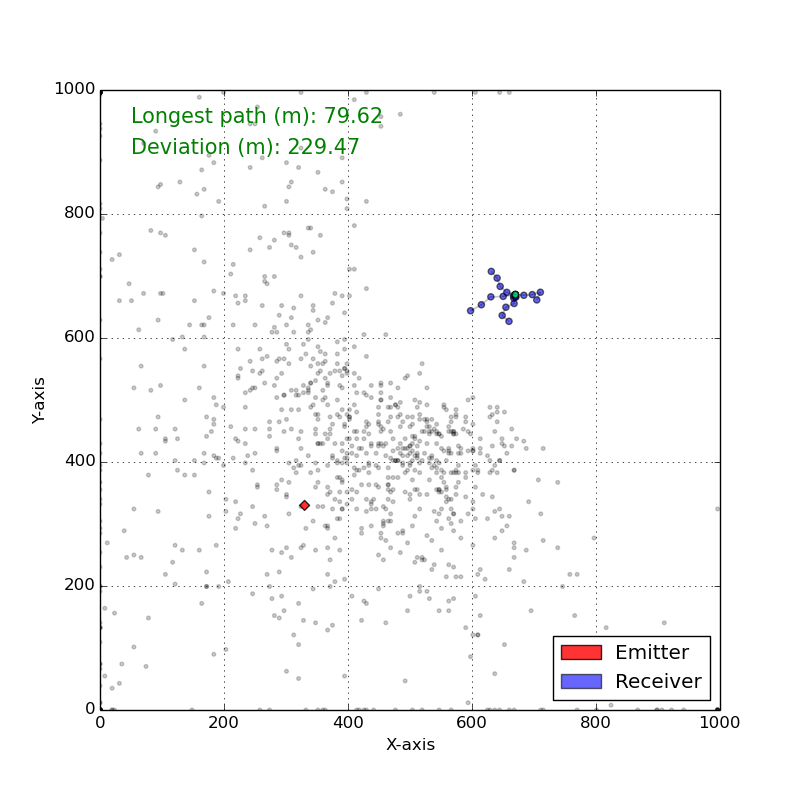 Longest path (m): 79.62
Deviation (m): 229.47
1000
800
600
400
200
0
Y-axis
0 200 400 600 800 1000
X-axis
Emitter
Receiver